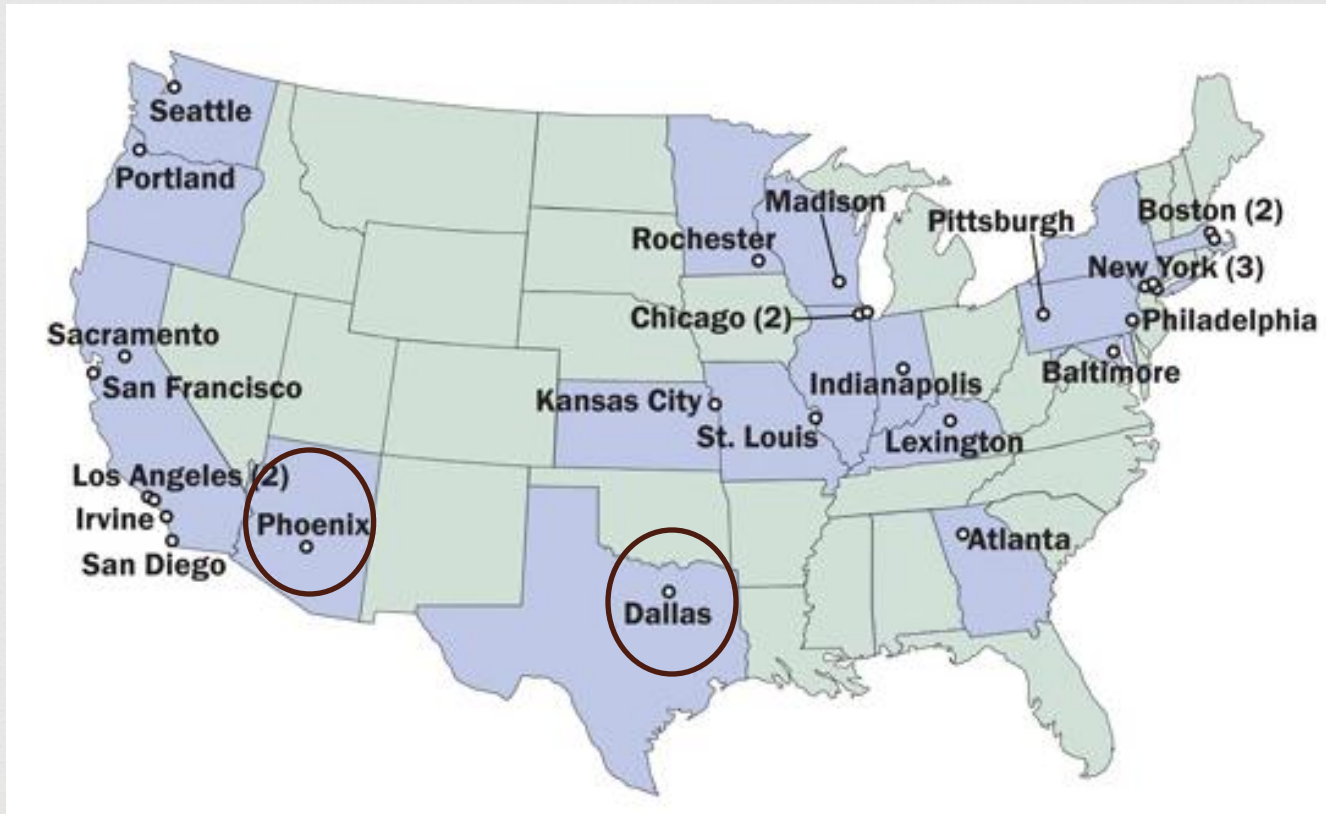 Seattle
Portland
Madison
Pittsburgh
Boston (2)
Rochester
New York (3)
Chicago (2)
Philadelphia
Sacramento
San Francisco
Baltimore
Indianapolis
Kansas City
St. Louis
Lexington
Los Angeles (2)
Irvine
Phoenix
San Diego
Atlanta
Dallas